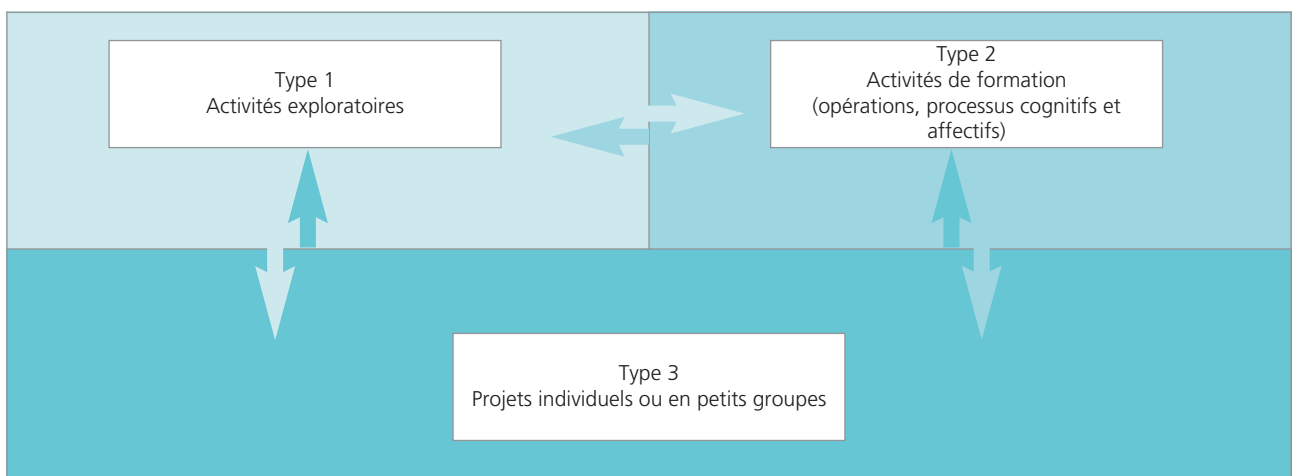 Type 1
Activités exploratoires
Type 2
Activités de formation
(opérations, processus cognitifs et
affectifs)
Type 3
Projets individuels ou en petits groupes